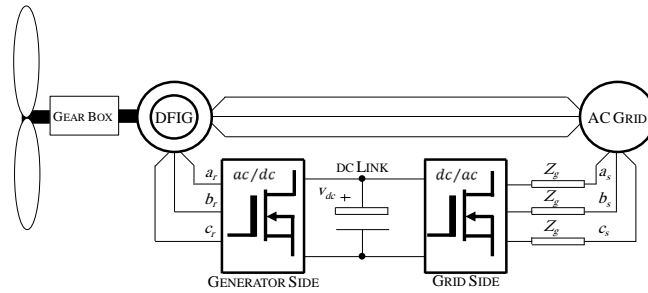 GEAR BOX
DFIG
AC GRID
a_r
b_r
c_r
ac/dc
GENERATOR SIDE
DC LINK
v_dc +
dc/ac
GRID SIDE
Z_g a_s
Z_g b_s
Z_g c_s